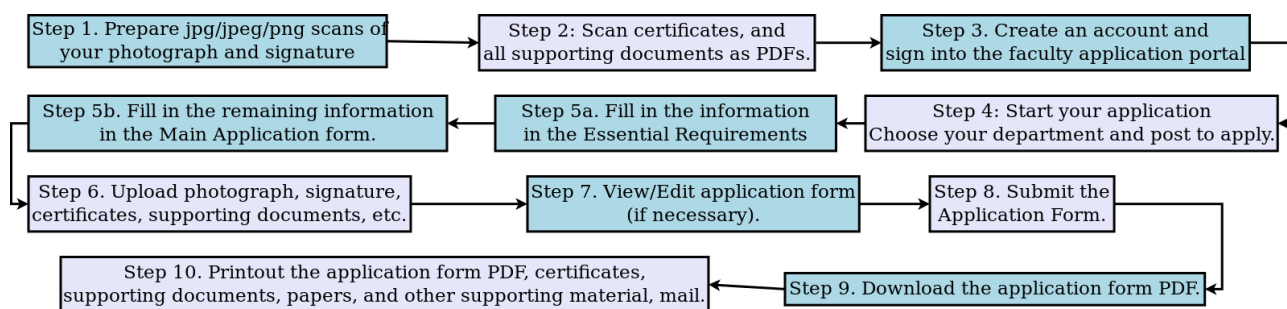 Step 1. Prepare jpg/jpeg/png scans of
your photograph and signature
Step 2: Scan certificates, and
all supporting documents as PDFs.
Step 3. Create an account and
sign into the faculty application portal
Step 4: Start your application
Choose your department and post to apply.
Step 5a. Fill in the information
in the Essential Requirements
Step 5b. Fill in the remaining information
in the Main Application form.
Step 6. Upload photograph, signature,
certificates, supporting documents, etc.
Step 7. View/Edit application form
(if necessary).
Step 8. Submit the
Application Form.
Step 9. Download the application form PDF.
Step 10. Printout the application form PDF, certificates,
supporting documents, papers, and other supporting material, mail.